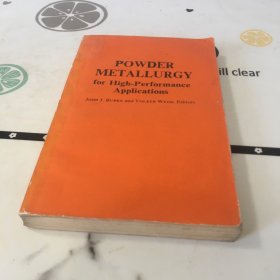 POWDER
METALLURGY
for High-Performance
Applications
JOHN J. BURKE AND VOLKER WEISS, Editors
ill clear